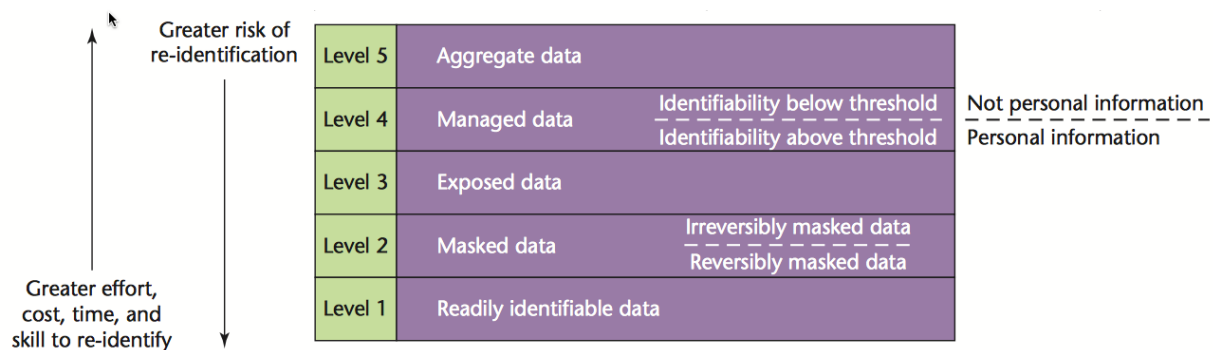 Greater risk of
re-identification
Level 5
Aggregate data
Level 4
Managed data
Identifiability below threshold
Identifiability above threshold
Not personal information
Personal information
Level 3
Exposed data
Level 2
Masked data
Irreversibly masked data
Reversibly masked data
Level 1
Readily identifiable data
Greater effort,
cost, time, and
skill to re-identify